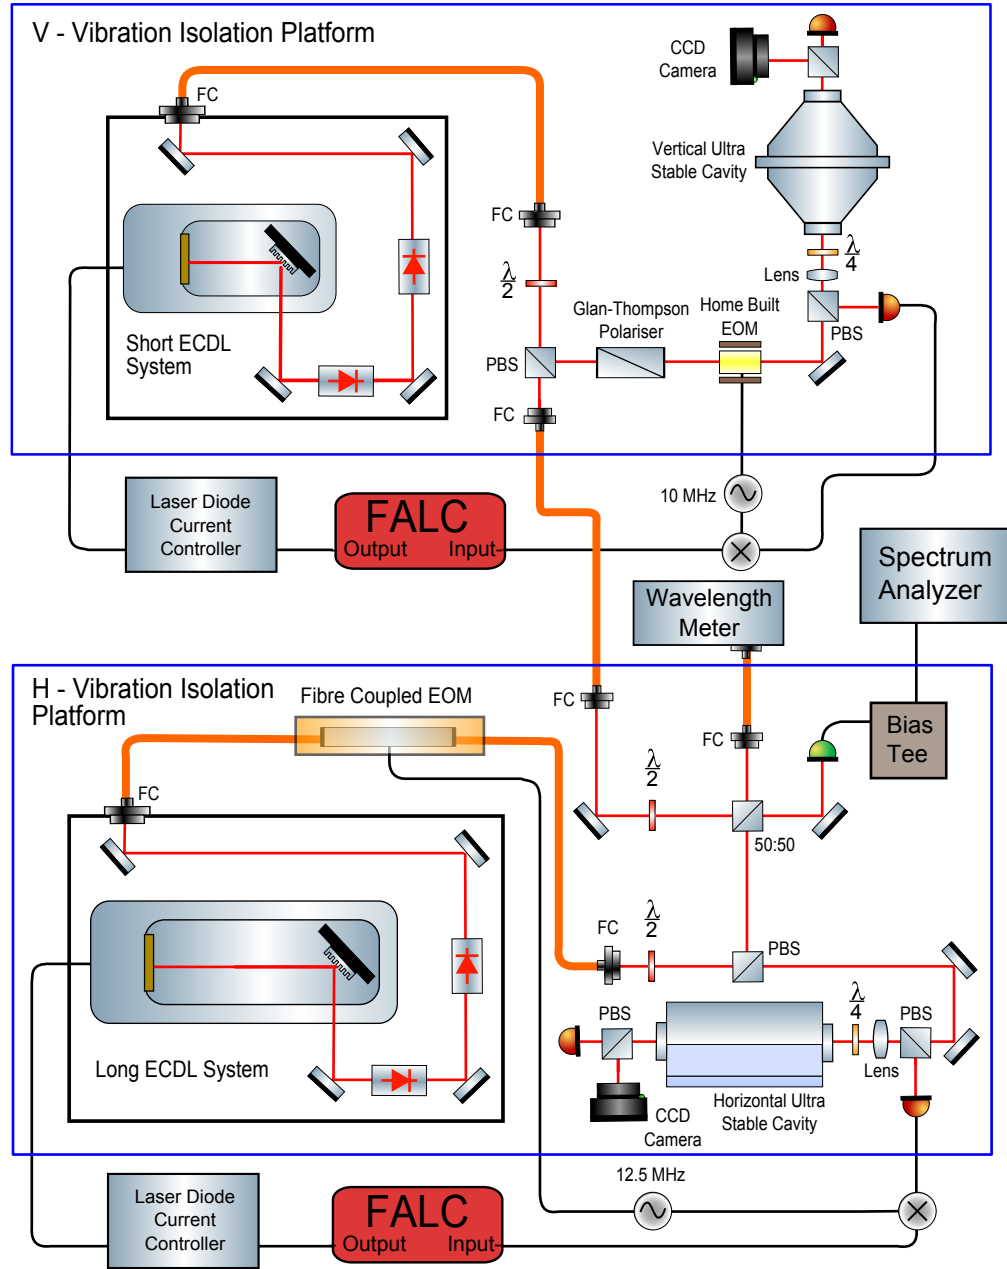 V - Vibration Isolation Platform
FC
CCD
Camera
Vertical Ultra
Stable Cavity
FC
λ
2
λ
4
Lens
PBS
Glan-Thompson
Polariser
Home Built
EOM
PBS
FC
Short ECDL
System
10 MHz
Laser Diode
Current
Controller
FALC
Output Input
Spectrum
Analyzer
Wavelength
Meter
H - Vibration Isolation
Platform
Fibre Coupled EOM
FC
FC
FC
Bias
Tee
λ
2
50:50
λ
2
FC
PBS
λ
4
PBS
PBS
Lens
Long ECDL System
CCD
Camera
Horizontal Ultra
Stable Cavity
12.5 MHz
Laser Diode
Current
Controller
FALC
Output Input